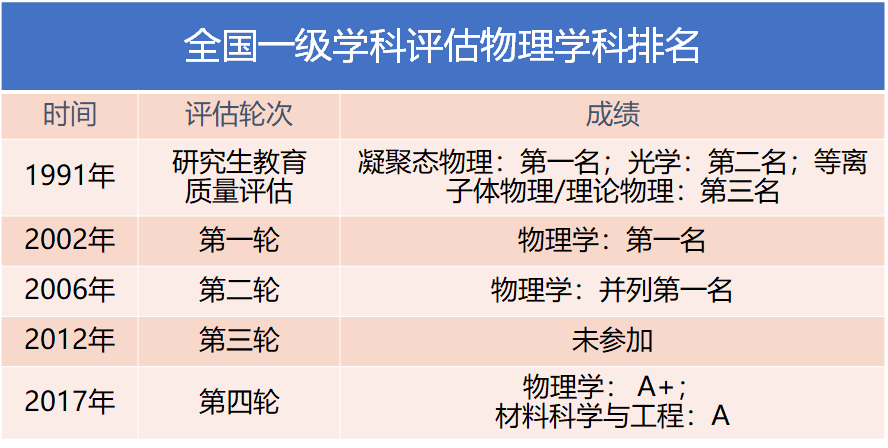 全国一级学科评估物理学科排名
时间 评估轮次 成绩
1991年 研究生教育
质量评估 凝聚态物理：第一名；光学：第二名；等离
子体物理/理论物理：第三名
2002年 第一轮 物理学：第一名
2006年 第二轮 物理学：并列第一名
2012年 第三轮 未参加
2017年 第四轮 物理学： A+；
材料科学与工程：A